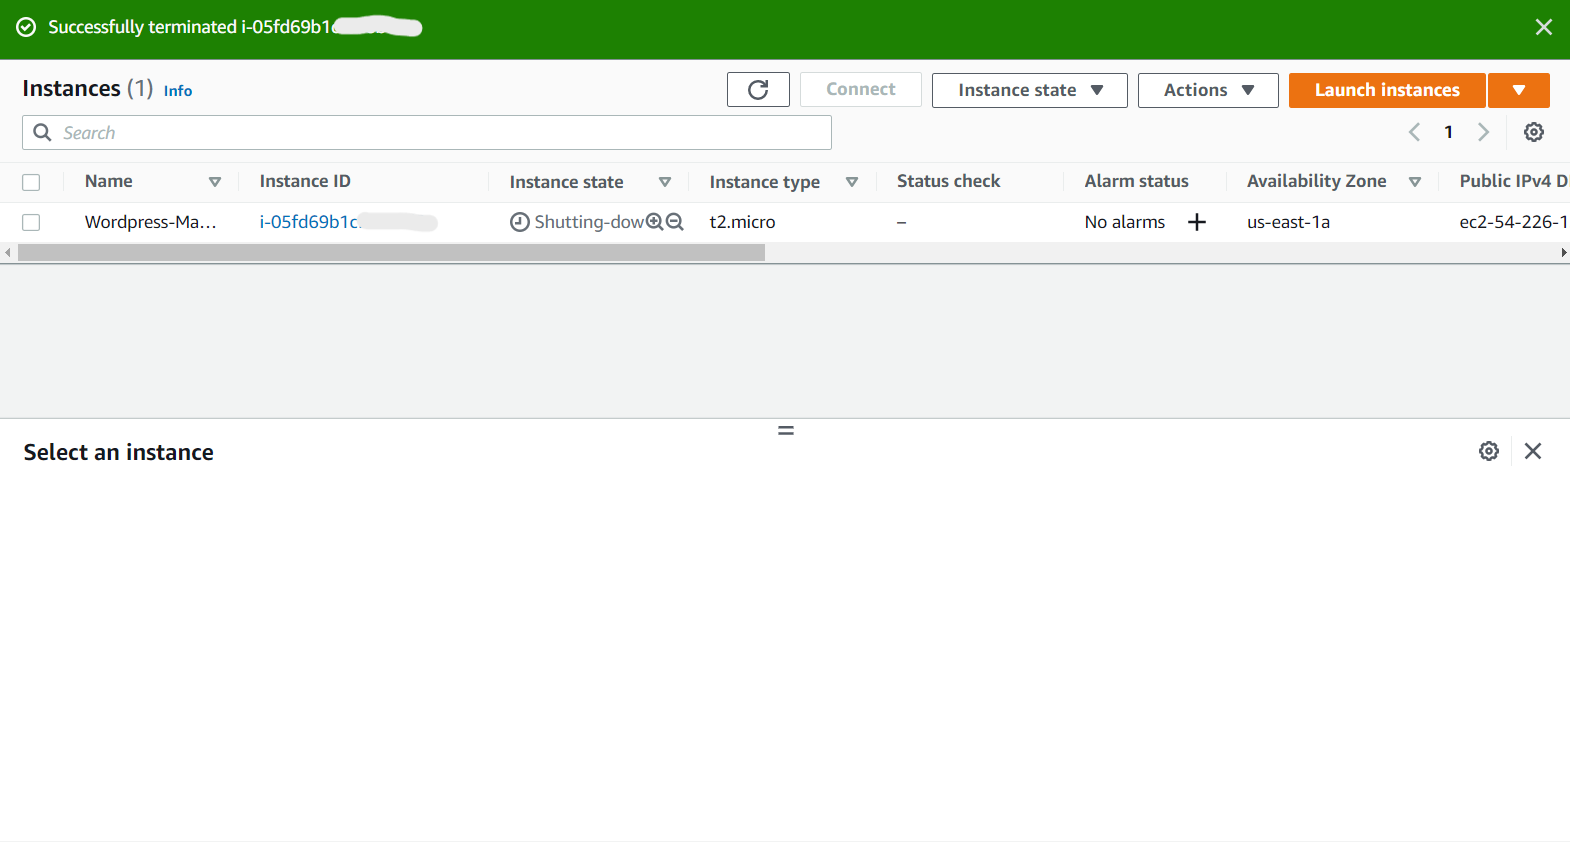 Successfully terminated i-05fd69b1
Instances (1) Info
Connect
Instance state
Actions
Launch instances
Search
1
Name
Instance ID
Instance state
Instance type
Status check
Alarm status
Availability Zone
Public IPv4 D
Wordpress-Ma...
i-05fd69b1c
Shutting-dow
t2.micro
–
No alarms
us-east-1a
ec2-54-226-1
Select an instance